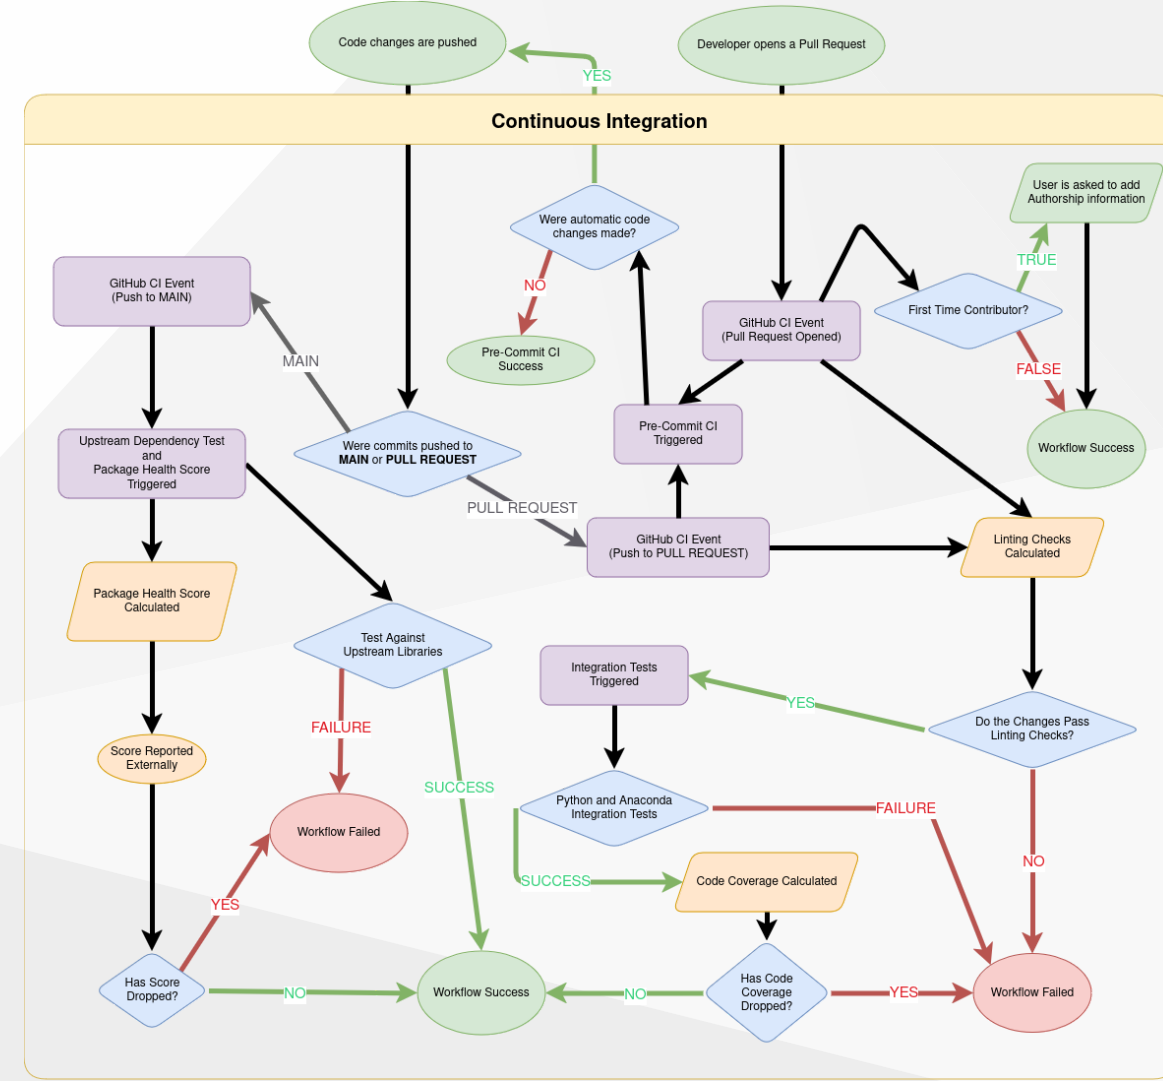 Code changes are pushed
Developer opens a Pull Request
YES
Continuous Integration
User is asked to add
Authorship information
Were automatic code
changes made?
TRUE
GitHub CI Event
(Push to MAIN)
NO
First Time Contributor?
GitHub CI Event
(Pull Request Opened)
MAIN
Pre-Commit CI
Success
FALSE
Upstream Dependency Test
and
Package Health Score
Triggered
Were commits pushed to
MAIN or PULL REQUEST
Pre-Commit CI
Triggered
Workflow Success
PULL REQUEST
GitHub CI Event
(Push to PULL REQUEST)
Linting Checks
Calculated
Package Health Score
Calculated
Test Against
Upstream Libraries
Integration Tests
Triggered
YES
Do the Changes Pass
Linting Checks?
FAILURE
Score Reported
Externally
SUCCESS
Python and Anaconda
Integration Tests
FAILURE
Workflow Failed
NO
SUCCESS
Code Coverage Calculated
YES
Has Score
Dropped?
NO
Workflow Success
NO
Has Code
Coverage
Dropped?
YES
Workflow Failed